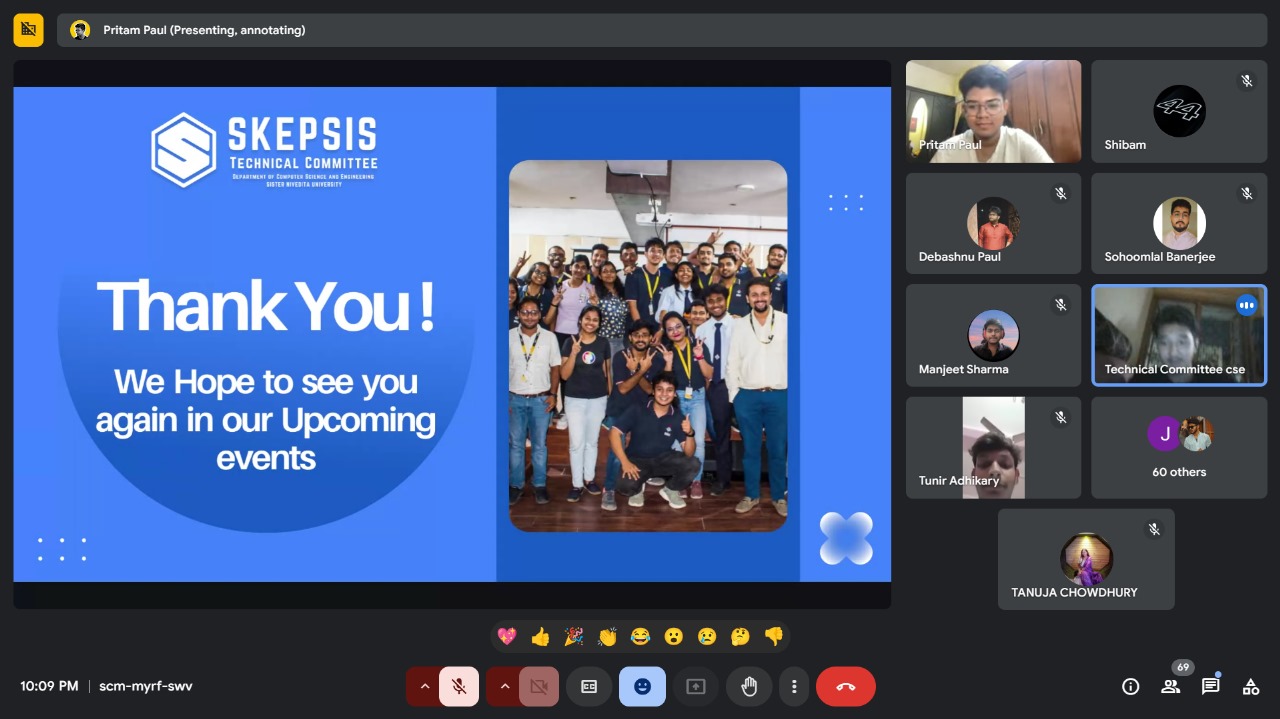 Pritam Paul (Presenting, annotating)
SKEPSIS
TECHNICAL COMMITTEE
DEPARTMENT OF COMPUTER SCIENCE AND ENGINEERING
SISTER NIVEDITA UNIVERSITY
Thank You!
We Hope to see you
again in our Upcoming
events
Pritam Paul
44
Shibam
Debashnu Paul
Sohoomlal Banerjee
Manjeet Sharma
Technical Committee cse
Tunir Adhikary
J
60 others
TANUJA CHOWDHURY
10:09 PM | scm-myrf-swv
69